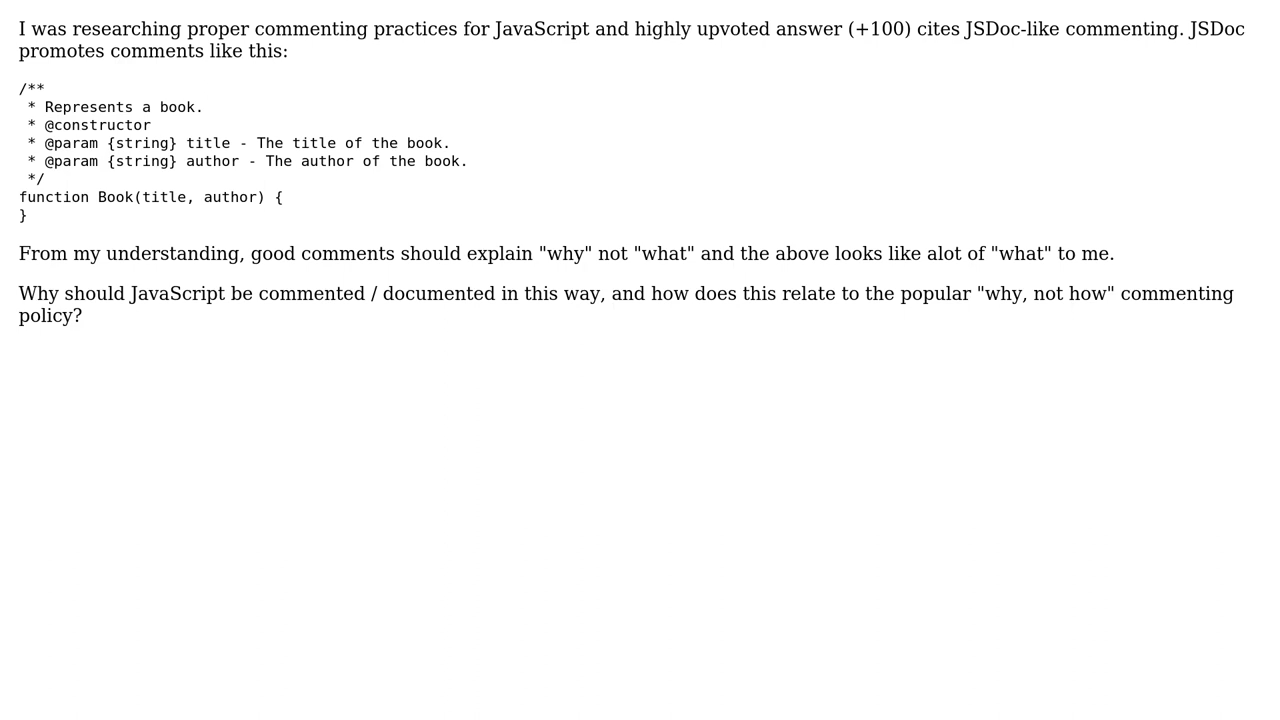 I was researching proper commenting practices for JavaScript and highly upvoted answer (+100) cites JSDoc-like commenting. JSDoc
promotes comments like this:
/**
 * Represents a book.
 * @constructor
 * @param {string} title - The title of the book.
 * @param {string} author - The author of the book.
 */
function Book(title, author) {
}
From my understanding, good comments should explain "why" not "what" and the above looks like alot of "what" to me.
Why should JavaScript be commented / documented in this way, and how does this relate to the popular "why, not how" commenting
policy?